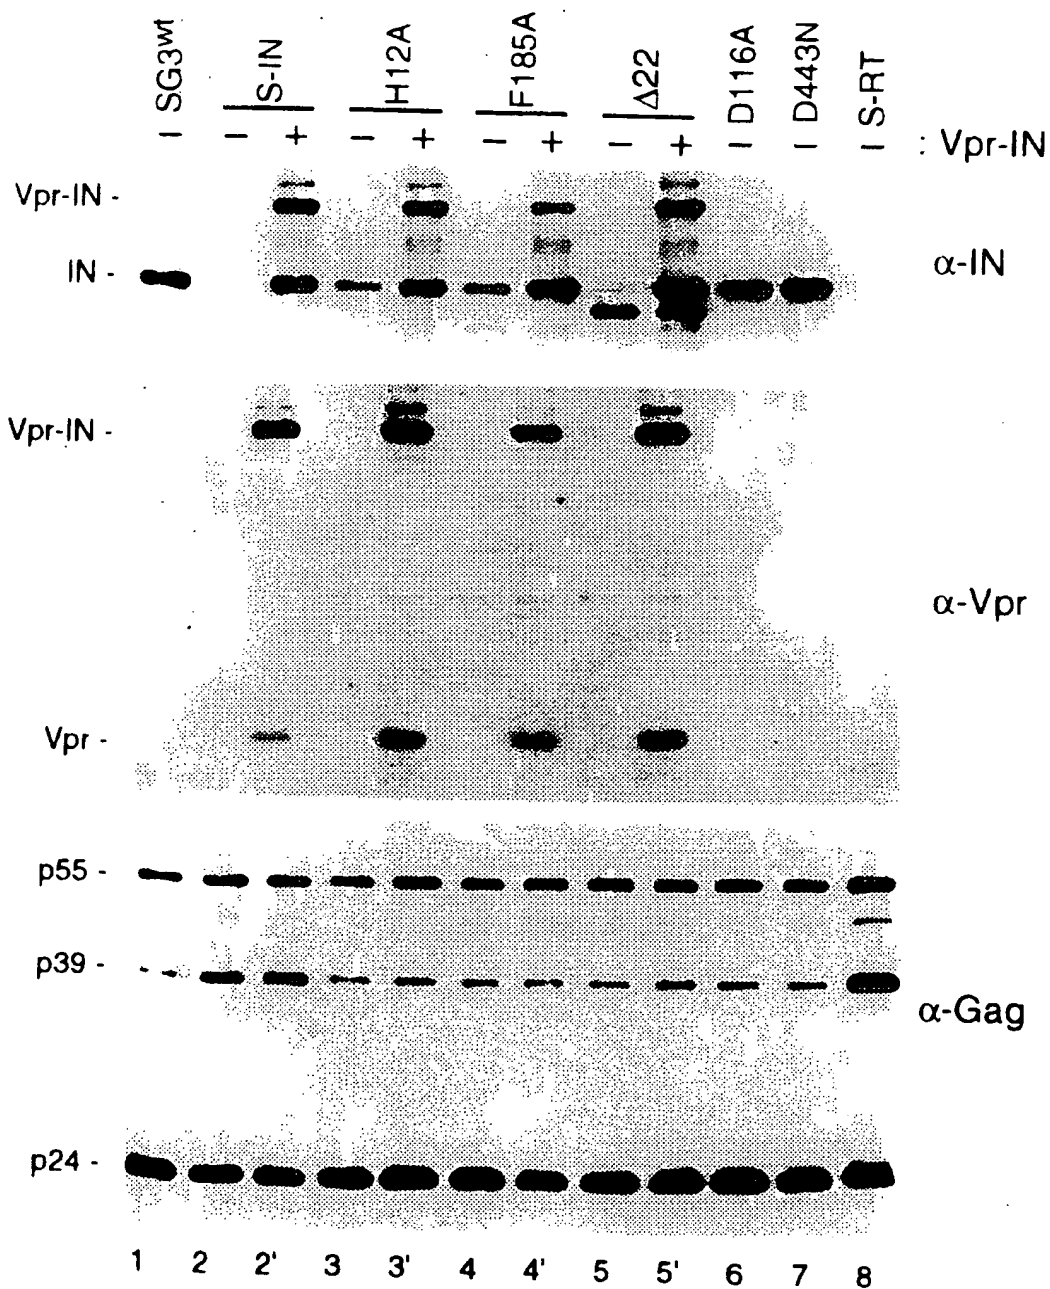 SG3wt S-IN H12A F185A Δ22 D116A D443N S-RT
– – + – + – + – + – – – : Vpr-IN
Vpr-IN -
IN -
α-IN
Vpr-IN -
α-Vpr
Vpr -
p55 -
p39 -
α-Gag
p24 -
1 2 2' 3 3' 4 4' 5 5' 6 7 8